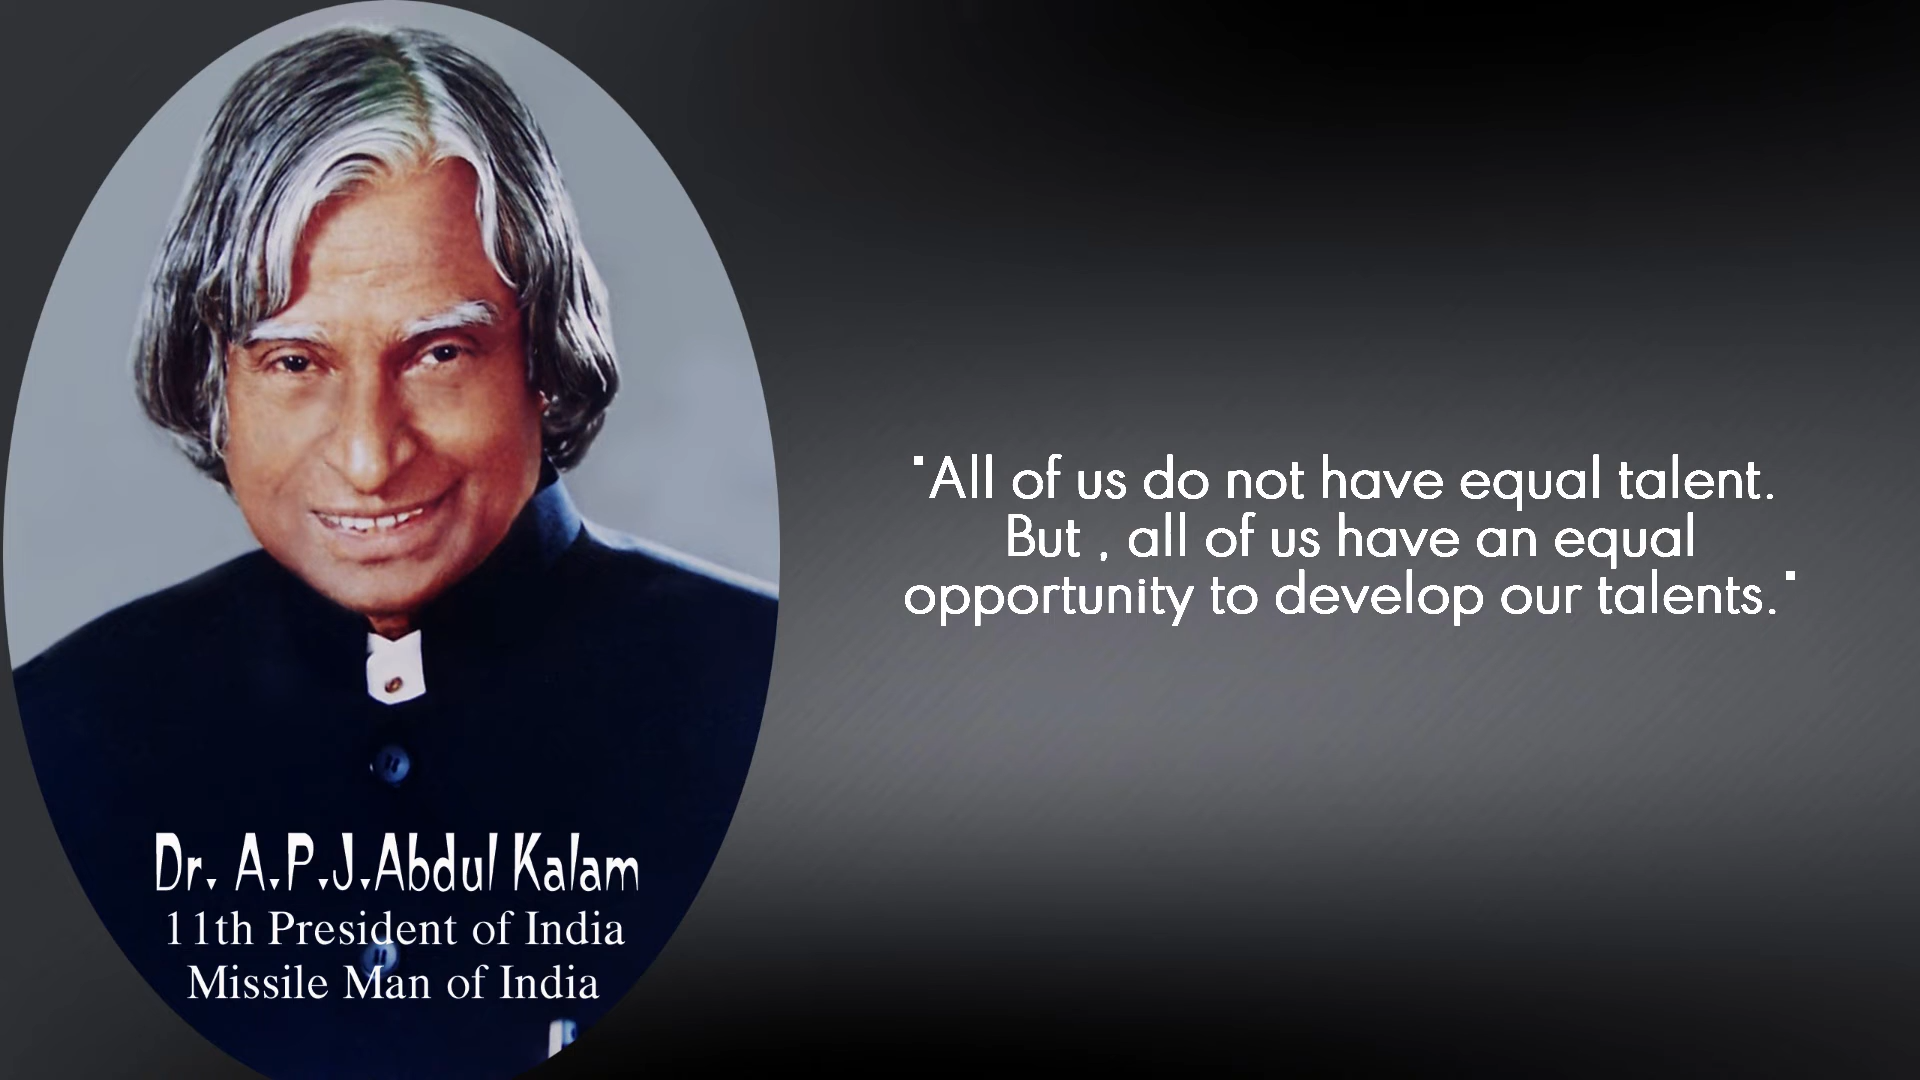 "All of us do not have equal talent.
But , all of us have an equal
opportunity to develop our talents."
Dr. A.P.J.Abdul Kalam
11th President of India
Missile Man of India